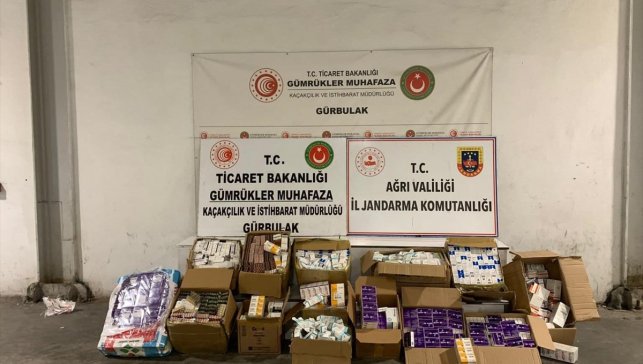 T.C. TİCARET BAKANLIĞI
GÜMRÜKLER MUHAFAZA
KAÇAKÇILIK VE İSTİHBARAT MÜDÜRLÜĞÜ
GÜRBULAK
T.C.
TİCARET BAKANLIĞI
GÜMRÜKLER MUHAFAZA
KAÇAKÇILIK VE İSTİHBARAT MÜDÜRLÜĞÜ
GÜRBULAK
T.C.
AĞRI VALİLİĞİ
İL JANDARMA KOMUTANLIĞI